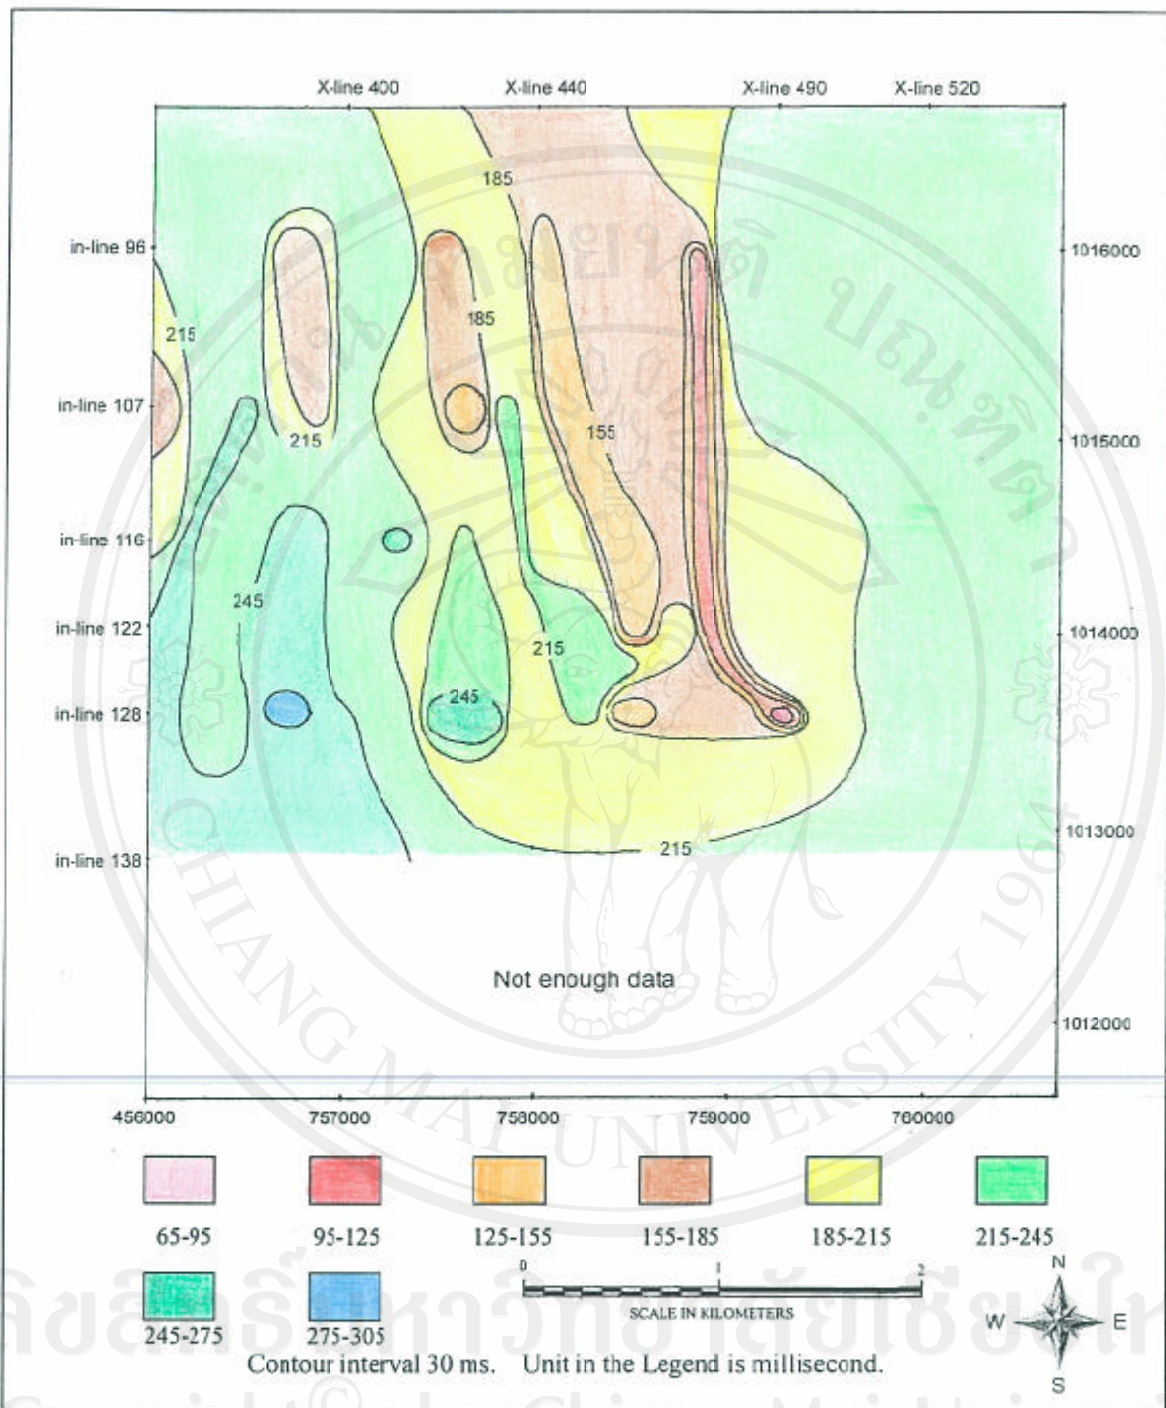 X-line 400 X-line 440 X-line 490 X-line 520
185
in-line 96 1016000
185
215
in-line 107
155
215 1015000
in-line 116
245
in-line 122 1014000
215
245
in-line 128
1013000
215
in-line 138
Not enough data
1012000
456000 757000 758000 759000 760000
CHIANG MAI UNIVERSITY 1964
65-95 95-125 125-155 155-185 185-215 215-245
0 1 2
SCALE IN KILOMETERS
N
W E
S
245-275 275-305
Contour interval 30 ms. Unit in the Legend is millisecond.